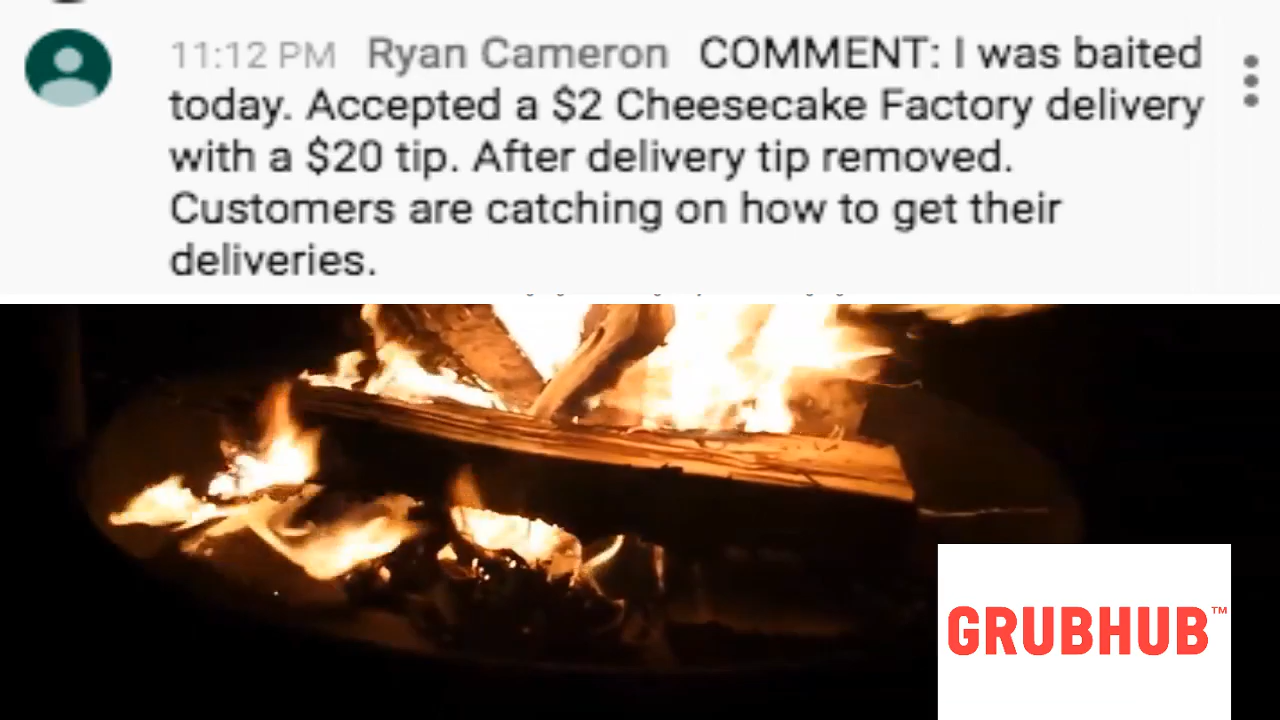 11:12 PM Ryan Cameron COMMENT: I was baited
today. Accepted a $2 Cheesecake Factory delivery
with a $20 tip. After delivery tip removed.
Customers are catching on how to get their
deliveries.
GRUBHUB™